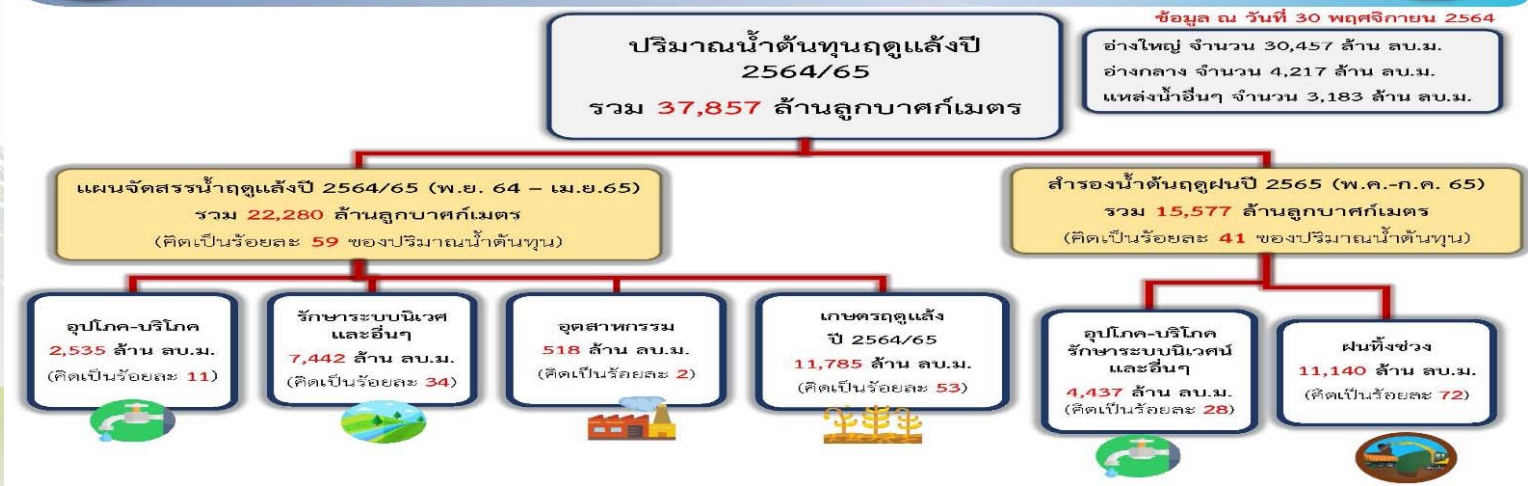 ข้อมูล ณ วันที่ 30 พฤศจิกายน 2564
ปริมาณน้ำต้นทุนฤดูแล้งปี
2564/65
รวม 37,857 ล้านลูกบาศก์เมตร
อ่างใหญ่ จำนวน 30,457 ล้าน ลบ.ม.
อ่างกลาง จำนวน 4,217 ล้าน ลบ.ม.
แหล่งน้ำอื่นๆ จำนวน 3,183 ล้าน ลบ.ม.
แผนจัดสรรน้ำฤดูแล้งปี 2564/65 (พ.ย. 64 – เม.ย.65)
รวม 22,280 ล้านลูกบาศก์เมตร
(คิดเป็นร้อยละ 59 ของปริมาณน้ำต้นทุน)
สำรองน้ำต้นฤดูฝนปี 2565 (พ.ค.-ก.ค. 65)
รวม 15,577 ล้านลูกบาศก์เมตร
(คิดเป็นร้อยละ 41 ของปริมาณน้ำต้นทุน)
อุปโภค-บริโภค
2,535 ล้าน ลบ.ม.
(คิดเป็นร้อยละ 11)
รักษาระบบนิเวศ
และอื่นๆ
7,442 ล้าน ลบ.ม.
(คิดเป็นร้อยละ 34)
อุตสาหกรรม
518 ล้าน ลบ.ม.
(คิดเป็นร้อยละ 2)
เกษตรฤดูแล้ง
ปี 2564/65
11,785 ล้าน ลบ.ม.
(คิดเป็นร้อยละ 53)
อุปโภค-บริโภค
รักษาระบบนิเวศน์
และอื่นๆ
4,437 ล้าน ลบ.ม.
(คิดเป็นร้อยละ 28)
ฝนทิ้งช่วง
11,140 ล้าน ลบ.ม.
(คิดเป็นร้อยละ 72)